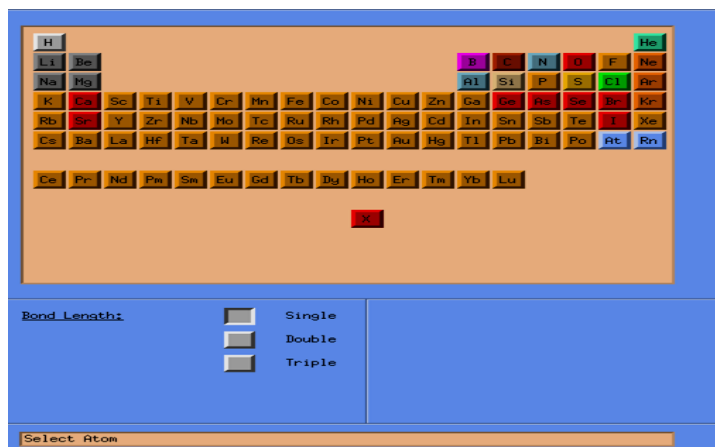 H He
Li Be B C N O F Ne
Na Mg Al Si P S Cl Ar
K Ca Sc Ti V Cr Mn Fe Co Ni Cu Zn Ga Ge As Se Br Kr
Rb Sr Y Zr Nb Mo Tc Ru Rh Pd Ag Cd In Sn Sb Te I Xe
Cs Ba La Hf Ta W Re Os Ir Pt Au Hg Tl Pb Bi Po At Rn
Ce Pr Nd Pm Sm Eu Gd Tb Dy Ho Er Tm Yb Lu
X
Bond Length: Single
Double
Triple
Select Atom